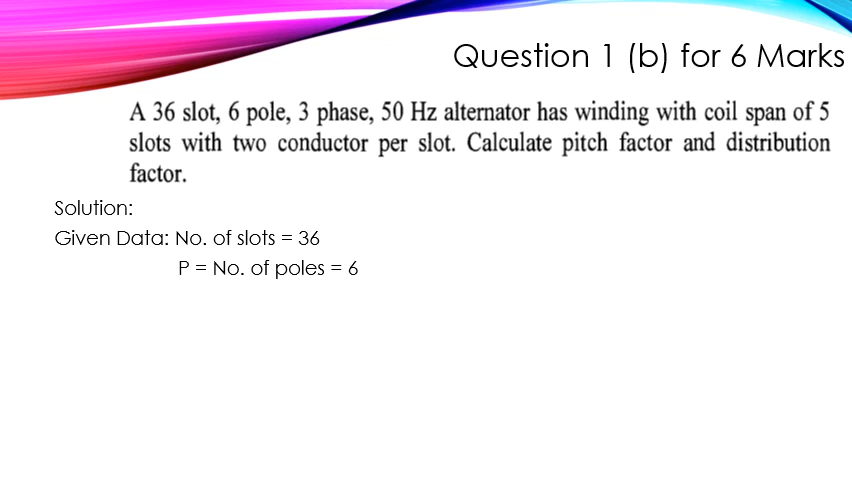 Question 1 (b) for 6 Marks
A 36 slot, 6 pole, 3 phase, 50 Hz alternator has winding with coil span of 5
slots with two conductor per slot. Calculate pitch factor and distribution
factor.
Solution:
Given Data: No. of slots = 36
P = No. of poles = 6